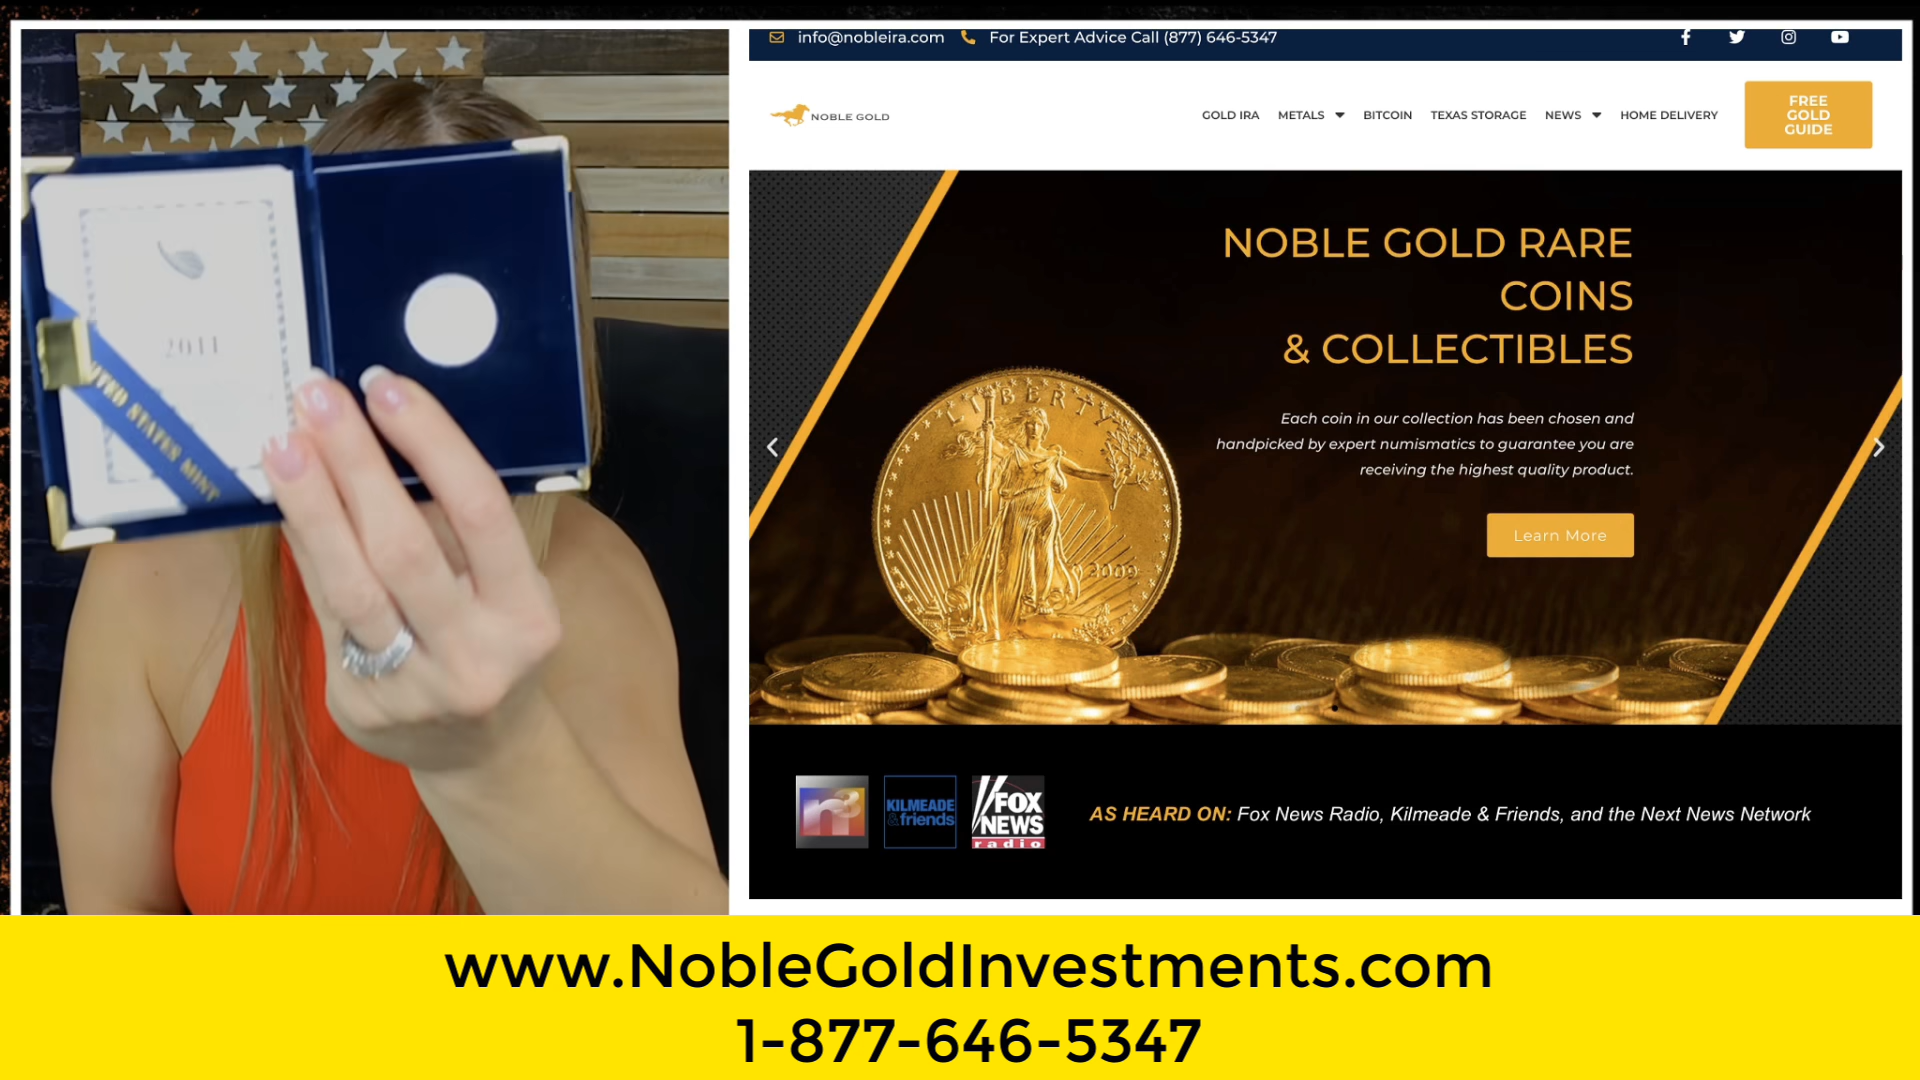 2011
UNITED STATES MINT
info@nobleira.com
For Expert Advice Call (877) 646-5347
NOBLE GOLD
GOLD IRA
METALS
BITCOIN
TEXAS STORAGE
NEWS
HOME DELIVERY
FREE
GOLD
GUIDE
NOBLE GOLD RARE
COINS
& COLLECTIBLES
Each coin in our collection has been chosen and
handpicked by expert numismatics to guarantee you are
receiving the highest quality product.
Learn More
LIBERTY
2009
n³
KILMEADE
&friends
FOX
NEWS
radio
AS HEARD ON: Fox News Radio, Kilmeade & Friends, and the Next News Network
www.NobleGoldInvestments.com
1-877-646-5347